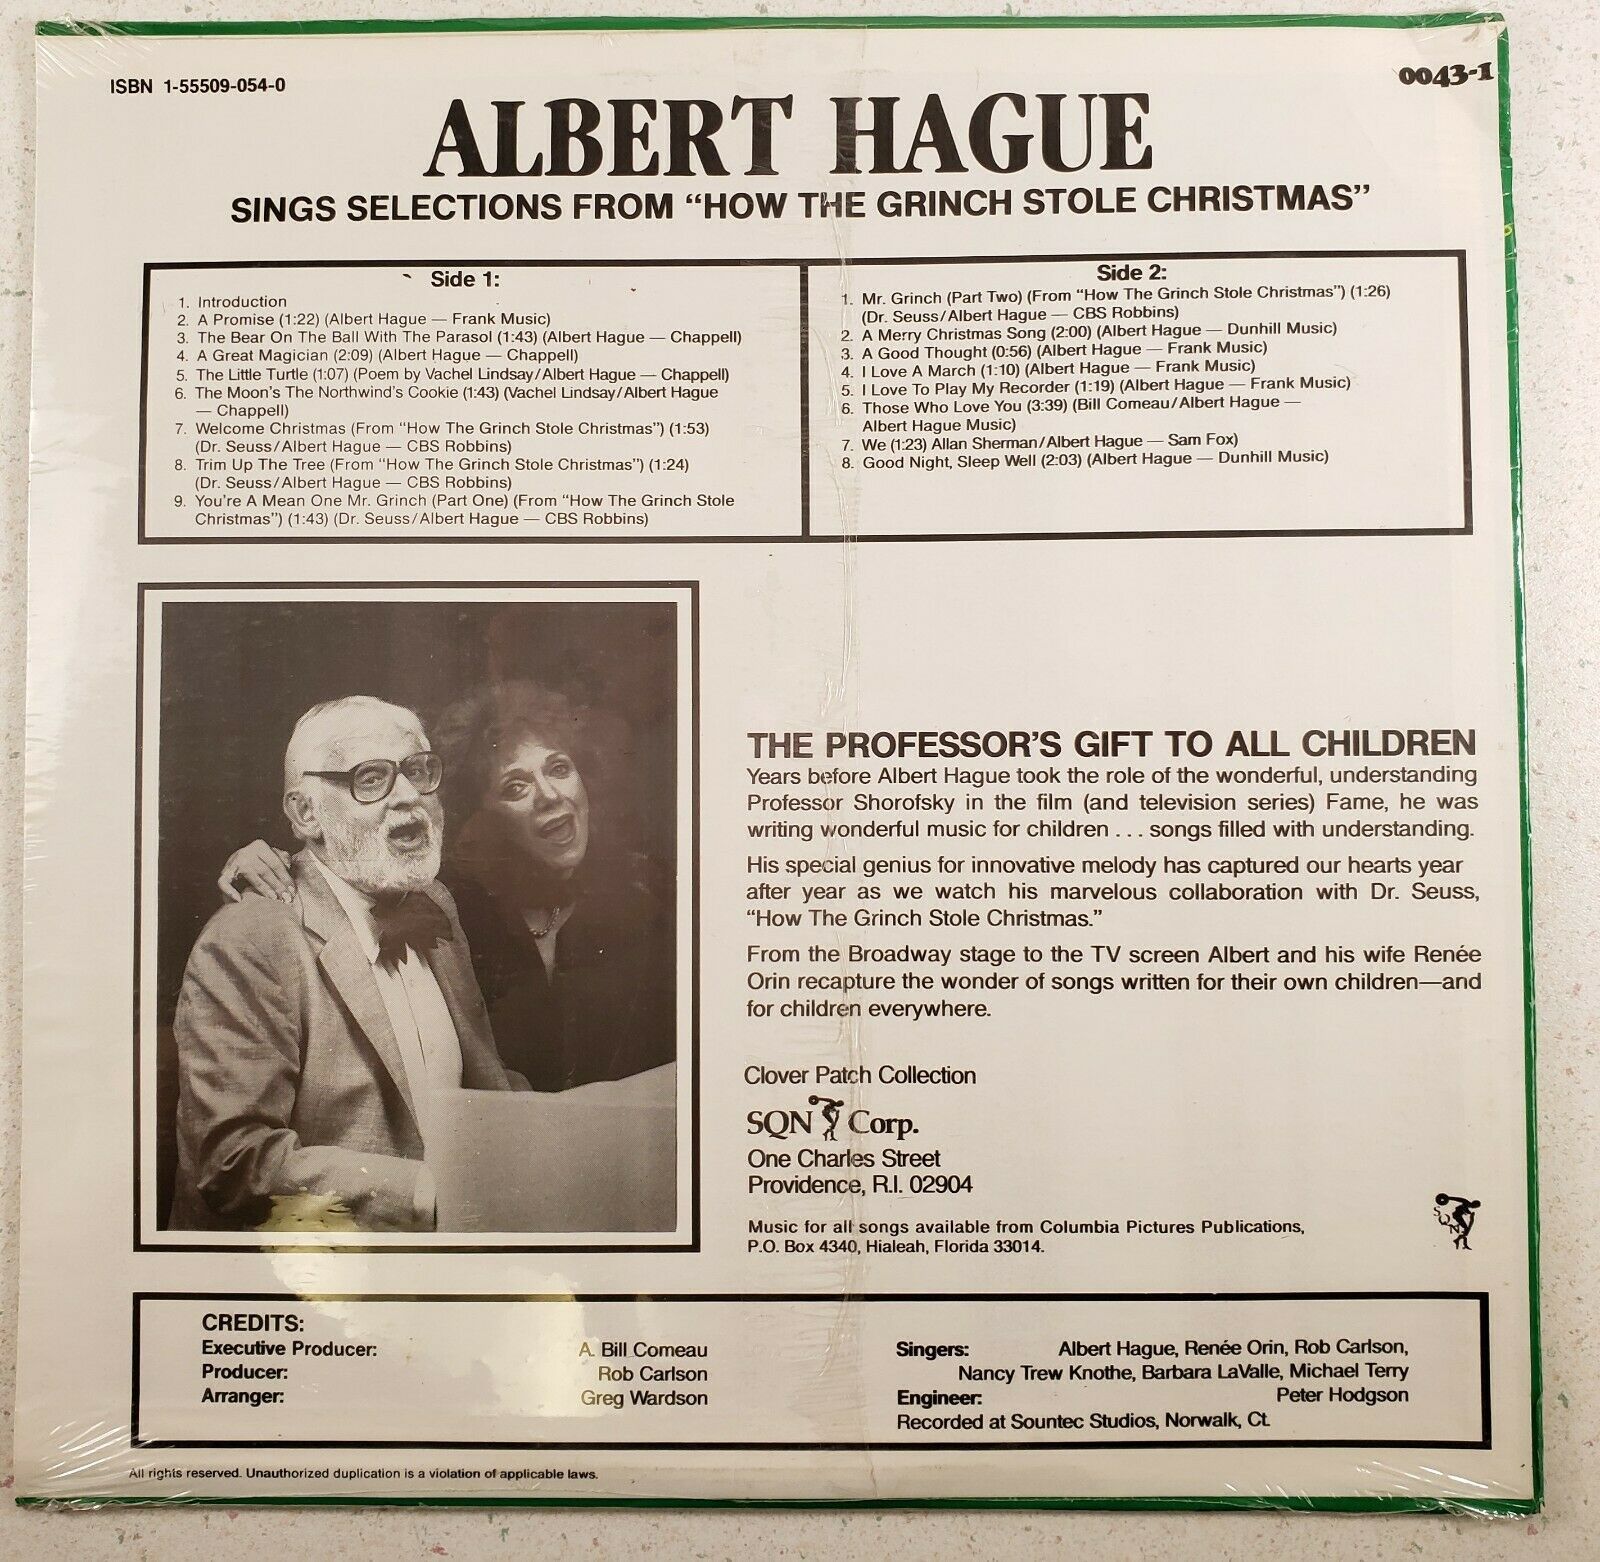 ISBN 1-55509-054-0
0043-1
ALBERT HAGUE
SINGS SELECTIONS FROM “HOW THE GRINCH STOLE CHRISTMAS”
Side 1:
1. Introduction
2. A Promise (1:22) (Albert Hague — Frank Music)
3. The Bear On The Ball With The Parasol (1:43) (Albert Hague — Chappell)
4. A Great Magician (2:09) (Albert Hague — Chappell)
5. The Little Turtle (1:07) (Poem by Vachel Lindsay/Albert Hague — Chappell)
6. The Moon's The Northwind's Cookie (1:43) (Vachel Lindsay/Albert Hague
— Chappell)
7. Welcome Christmas (From “How The Grinch Stole Christmas”) (1:53)
(Dr. Seuss/Albert Hague — CBS Robbins)
8. Trim Up The Tree (From “How The Grinch Stole Christmas”) (1:24)
(Dr. Seuss/Albert Hague — CBS Robbins)
9. You're A Mean One Mr. Grinch (Part One) (From “How The Grinch Stole
Christmas”) (1:43) (Dr. Seuss/Albert Hague — CBS Robbins)
Side 2:
1. Mr. Grinch (Part Two) (From “How The Grinch Stole Christmas”) (1:26)
(Dr. Seuss/Albert Hague — CBS Robbins)
2. A Merry Christmas Song (2:00) (Albert Hague — Dunhill Music)
3. A Good Thought (0:56) (Albert Hague — Frank Music)
4. I Love A March (1:10) (Albert Hague — Frank Music)
5. I Love To Play My Recorder (1:19) (Albert Hague — Frank Music)
6. Those Who Love You (3:39) (Bill Comeau/Albert Hague —
Albert Hague Music)
7. We (1:23) Allan Sherman/Albert Hague — Sam Fox)
8. Good Night, Sleep Well (2:03) (Albert Hague — Dunhill Music)
THE PROFESSOR'S GIFT TO ALL CHILDREN
Years before Albert Hague took the role of the wonderful, understanding
Professor Shorofsky in the film (and television series) Fame, he was
writing wonderful music for children ... songs filled with understanding.
His special genius for innovative melody has captured our hearts year
after year as we watch his marvelous collaboration with Dr. Seuss,
“How The Grinch Stole Christmas.”
From the Broadway stage to the TV screen Albert and his wife Renée
Orin recapture the wonder of songs written for their own children—and
for children everywhere.
Clover Patch Collection
SQN Corp.
One Charles Street
Providence, R.I. 02904
Music for all songs available from Columbia Pictures Publications,
P.O. Box 4340, Hialeah, Florida 33014.
SQN
CREDITS:
Executive Producer: A. Bill Comeau
Producer: Rob Carlson
Arranger: Greg Wardson
Singers: Albert Hague, Renée Orin, Rob Carlson,
Nancy Trew Knothe, Barbara LaValle, Michael Terry
Engineer: Peter Hodgson
Recorded at Sountec Studios, Norwalk, Ct.
All rights reserved. Unauthorized duplication is a violation of applicable laws.